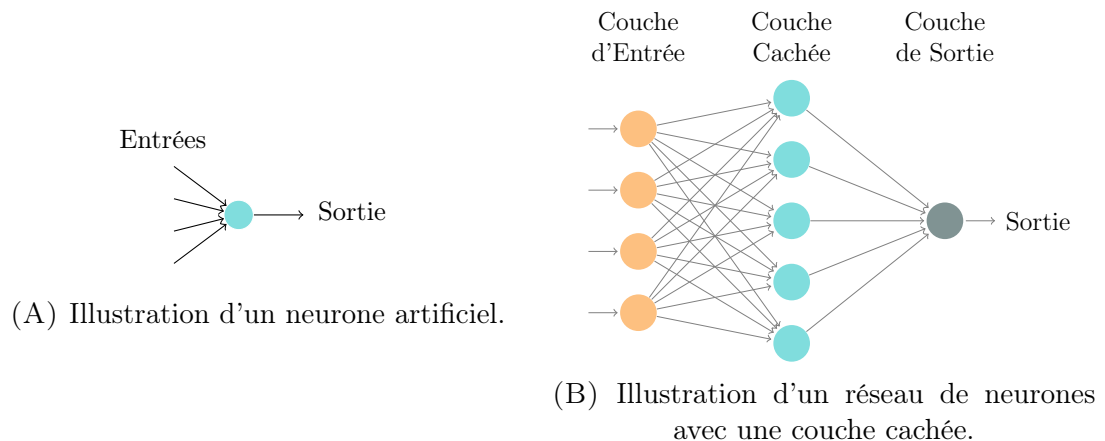 Entrées
Sortie
(A) Illustration d'un neurone artificiel.
Couche
d'Entrée
Couche
Cachée
Couche
de Sortie
Sortie
(B) Illustration d'un réseau de neurones
avec une couche cachée.